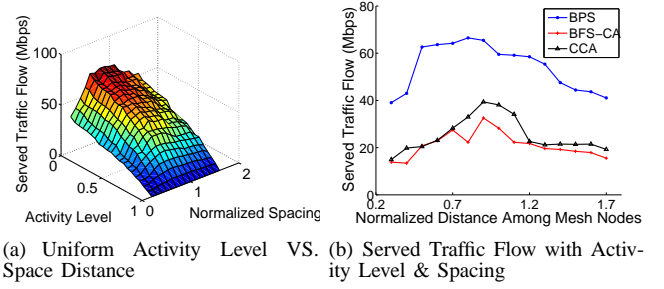 Served Traffic Flow (Mbps)
100
50
0
0
0.5
1
0
1
2
Activity Level
Normalized Spacing
Served Traffic Flow (Mbps)
80
60
40
20
0.2
0.7
1.2
1.7
Normalized Distance Among Mesh Nodes
BPS
BFS-CA
CCA
(a) Uniform Activity Level VS.
Space Distance
(b) Served Traffic Flow with Activ-
ity Level & Spacing